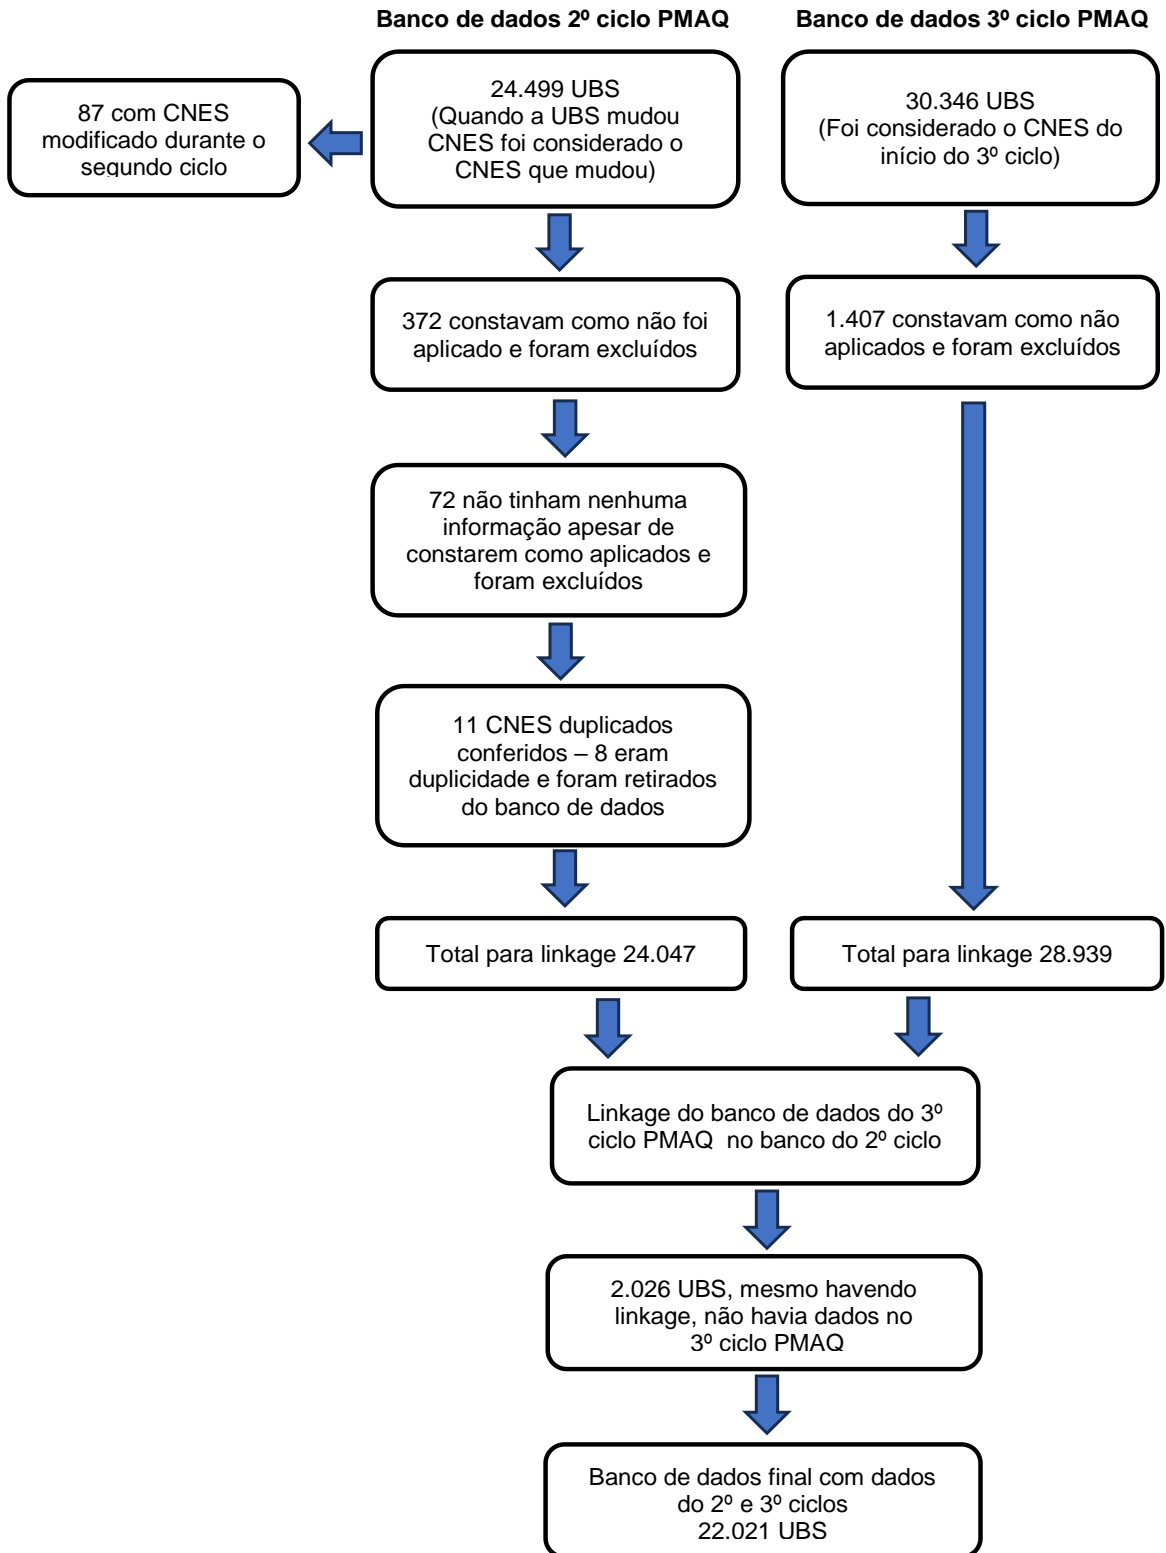 Banco de dados 2º ciclo PMAQ
Banco de dados 3º ciclo PMAQ
87 com CNES
modificado durante o
segundo ciclo
24.499 UBS
(Quando a UBS mudou
CNES foi considerado o
CNES que mudou)
30.346 UBS
(Foi considerado o CNES do
início do 3º ciclo)
372 constavam como não foi
aplicado e foram excluídos
1.407 constavam como não
aplicados e foram excluídos
72 não tinham nenhuma
informação apesar de
constarem como aplicados e
foram excluídos
11 CNES duplicados
conferidos – 8 eram
duplicidade e foram retirados
do banco de dados
Total para linkage 24.047
Total para linkage 28.939
Linkage do banco de dados do 3º
ciclo PMAQ no banco do 2º ciclo
2.026 UBS, mesmo havendo
linkage, não havia dados no
3º ciclo PMAQ
Banco de dados final com dados
do 2º e 3º ciclos
22.021 UBS